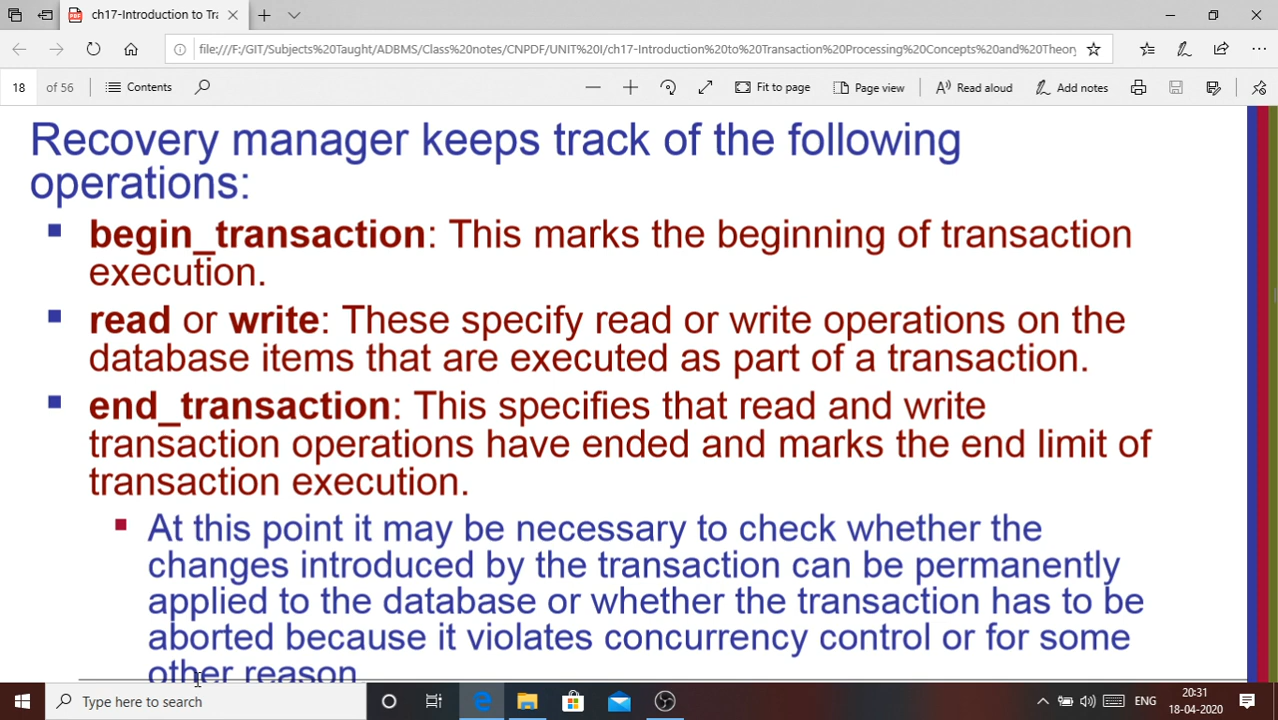 ch17-Introduction to Tra
file:///F:/GIT/Subjects%20Taught/ADBMS/Class%20notes/CNPDF/UNIT%20I/ch17-Introduction%20to%20Transaction%20Processing%20Concepts%20and%20Theory
18 of 56 Contents Fit to page Page view Read aloud Add notes
Recovery manager keeps track of the following
operations:
begin_transaction: This marks the beginning of transaction
execution.
read or write: These specify read or write operations on the
database items that are executed as part of a transaction.
end_transaction: This specifies that read and write
transaction operations have ended and marks the end limit of
transaction execution.
At this point it may be necessary to check whether the
changes introduced by the transaction can be permanently
applied to the database or whether the transaction has to be
aborted because it violates concurrency control or for some
other reason
Type here to search ENG 20:31
18-04-2020